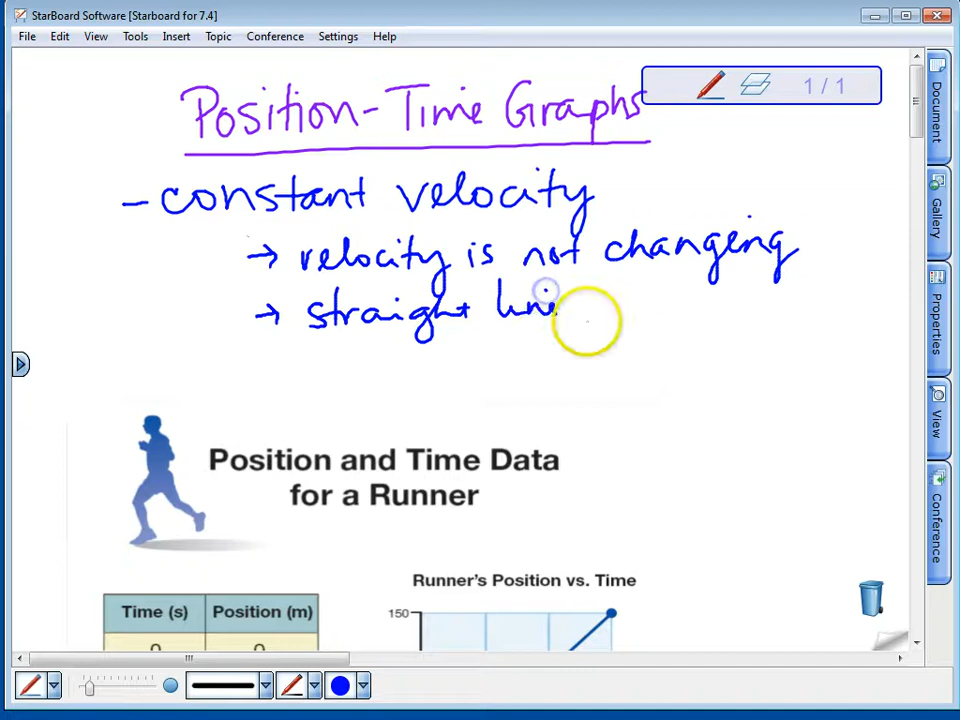 StarBoard Software [Starboard for 7.4]
File Edit View Tools Insert Topic Conference Settings Help
1 / 1
Position-Time Graphs
- constant velocity
→ velocity is not changing
→ straight lin
Position and Time Data
for a Runner
Runner's Position vs. Time
Time (s) Position (m)
150
0 0
Document
Gallery
Properties
View
Conference